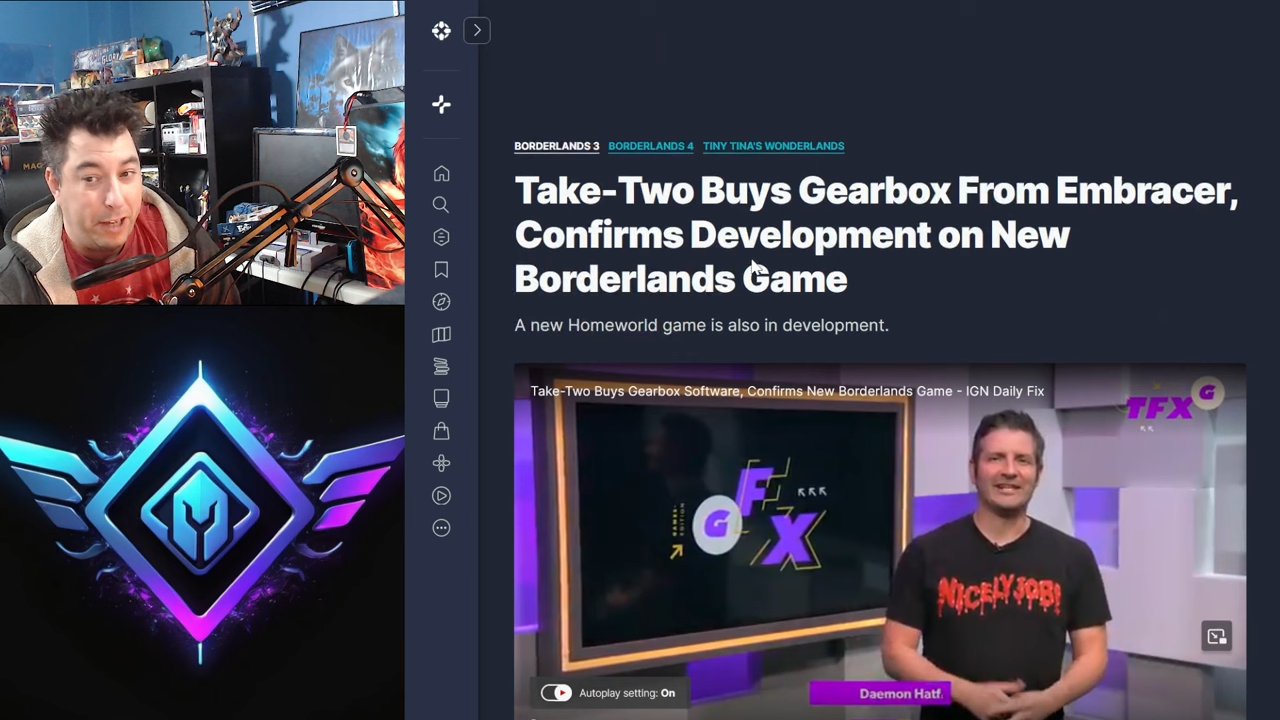 GLORY
MAG
BORDERLANDS 3 BORDERLANDS 4 TINY TINA'S WONDERLANDS
Take-Two Buys Gearbox From Embracer,
Confirms Development on New
Borderlands Game
A new Homeworld game is also in development.
Take-Two Buys Gearbox Software, Confirms New Borderlands Game - IGN Daily Fix
G
TFX
G
F
X
NICELY JOB!
Autoplay setting: On
Daemon Hatf